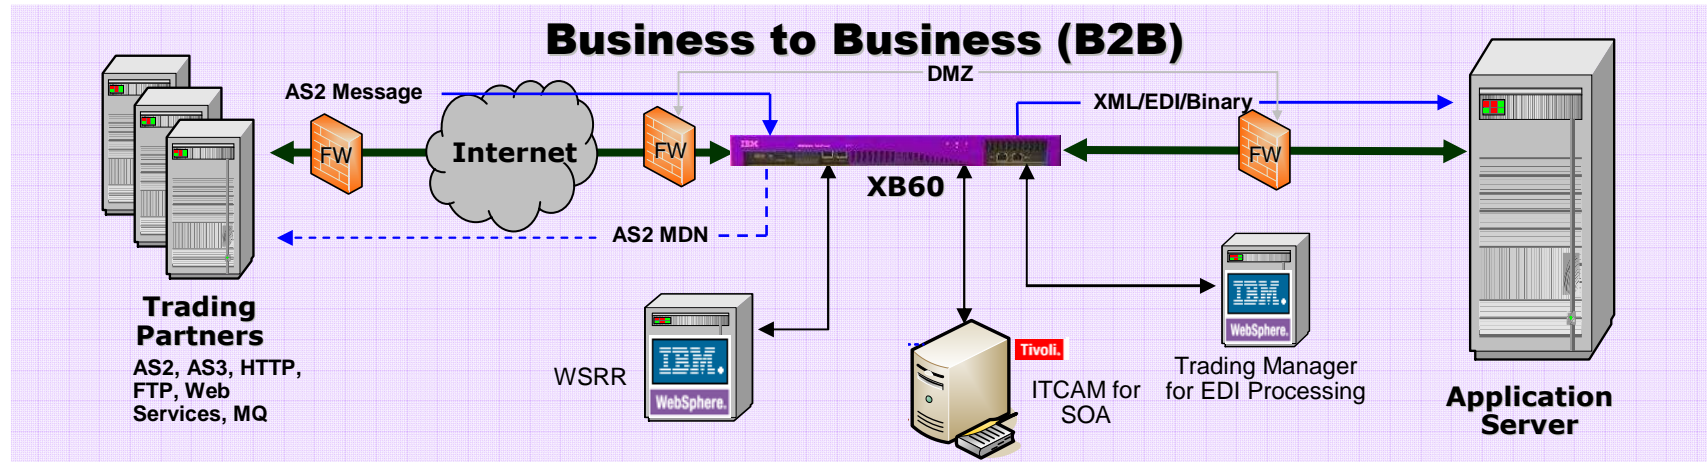 Business to Business (B2B)
DMZ
AS2 Message
XML/EDI/Binary
FW
Internet
FW
IBM
FW
XB60
AS2 MDN
Trading
Partners
AS2, AS3, HTTP,
FTP, Web
Services, MQ
WSRR
IBM.
WebSphere.
Tivoli.
ITCAM for
SOA
IBM.
WebSphere.
Trading Manager
for EDI Processing
Application
Server